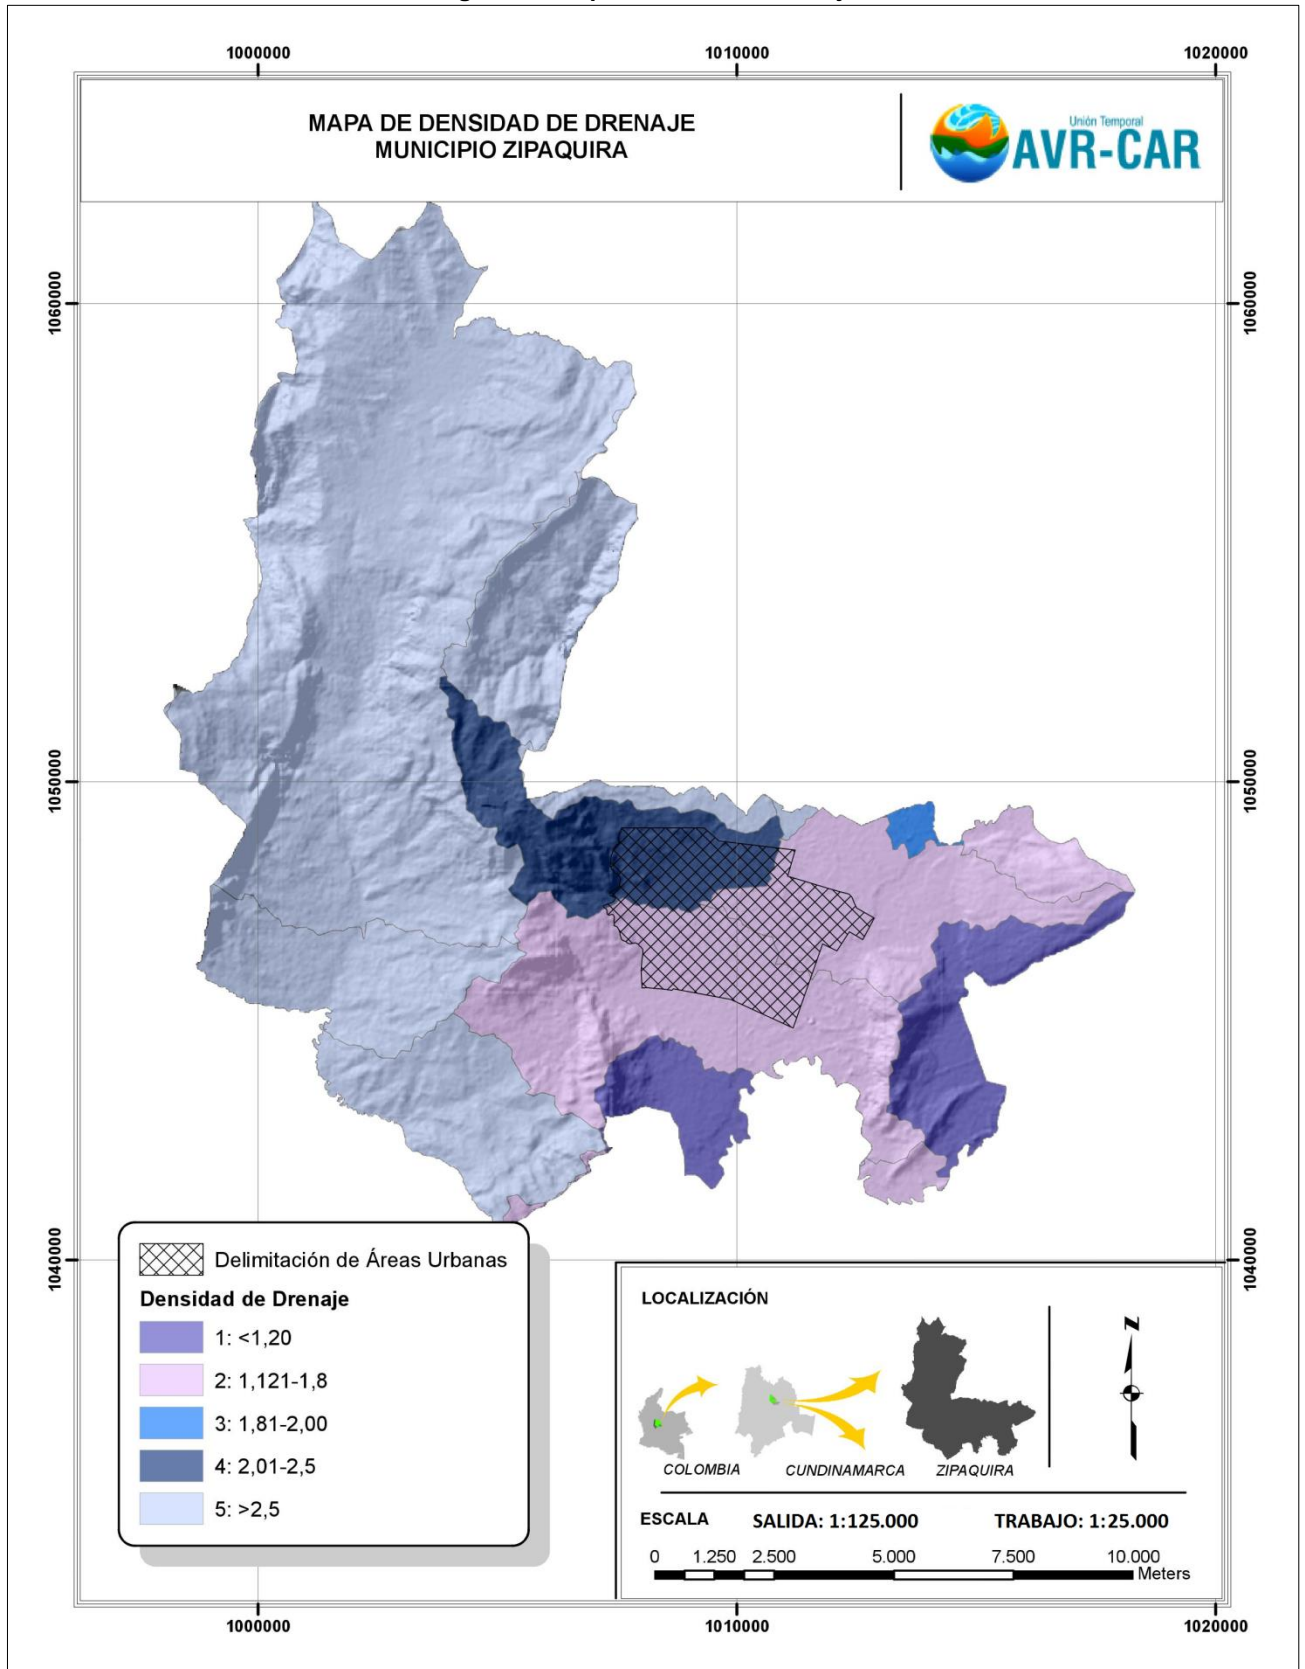 1000000 1010000 1020000
MAPA DE DENSIDAD DE DRENAJE
MUNICIPIO ZIPAQUIRA
Unión Temporal
AVR-CAR
1060000 1060000
1050000 1050000
1040000 1040000
Delimitación de Áreas Urbanas
Densidad de Drenaje
1: <1,20
2: 1,121-1,8
3: 1,81-2,00
4: 2,01-2,5
5: >2,5
LOCALIZACIÓN
N
COLOMBIA CUNDINAMARCA ZIPAQUIRA
ESCALA SALIDA: 1:125.000 TRABAJO: 1:25.000
0 1.250 2.500 5.000 7.500 10.000
Meters
1000000 1010000 1020000